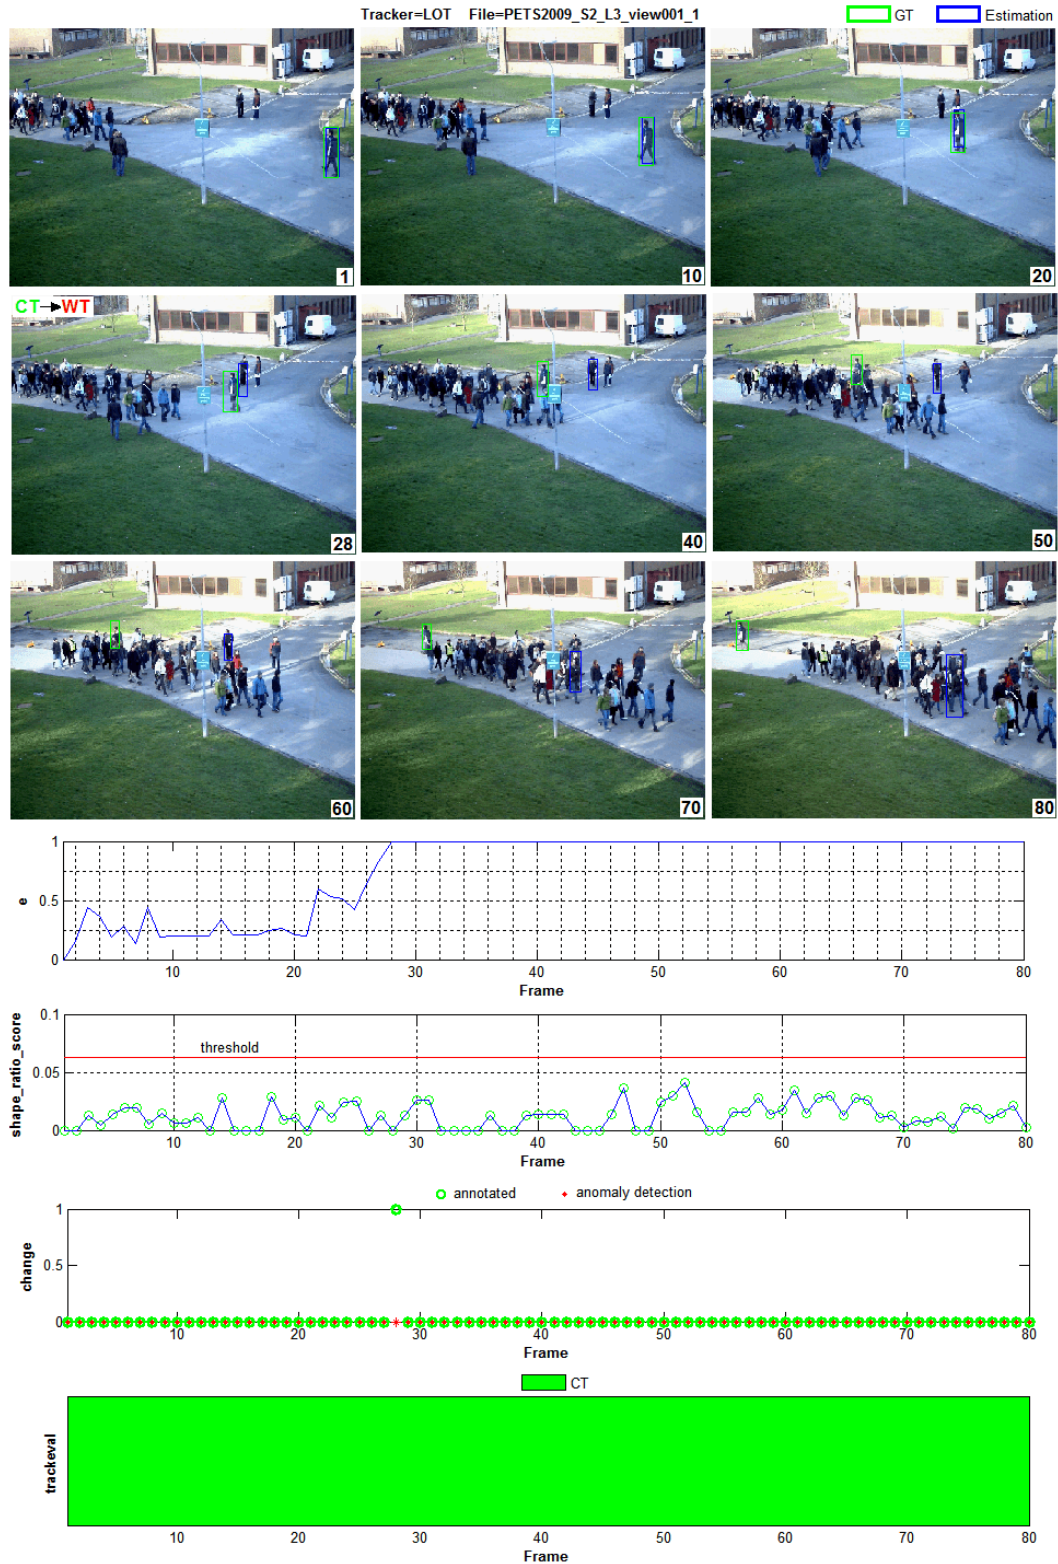 Tracker=LOT File=PETS2009_S2_L3_view001_1
GT Estimation
1
10
20
CT→WT
28
40
50
60
70
80
1
0.5
0
e
10 20 30 40 50 60 70 80
Frame
0.1
0.05
0
shape_ratio_score
threshold
10 20 30 40 50 60 70 80
Frame
annotated anomaly detection
1
0.5
0
change
10 20 30 40 50 60 70 80
Frame
CT
trackeval
10 20 30 40 50 60 70 80
Frame